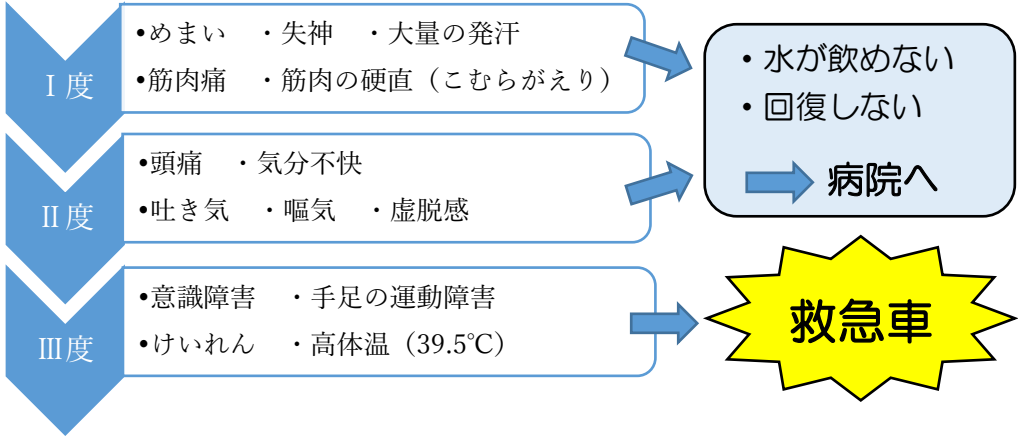 Ⅰ度
•めまい　・失神　・大量の発汗
•筋肉痛　・筋肉の硬直（こむらがえり）
Ⅱ度
•頭痛　・気分不快
•吐き気　・嘔気　・虚脱感
・水が飲めない
・回復しない
病院へ
Ⅲ度
•意識障害　・手足の運動障害
•けいれん　・高体温（39.5℃）
救急車